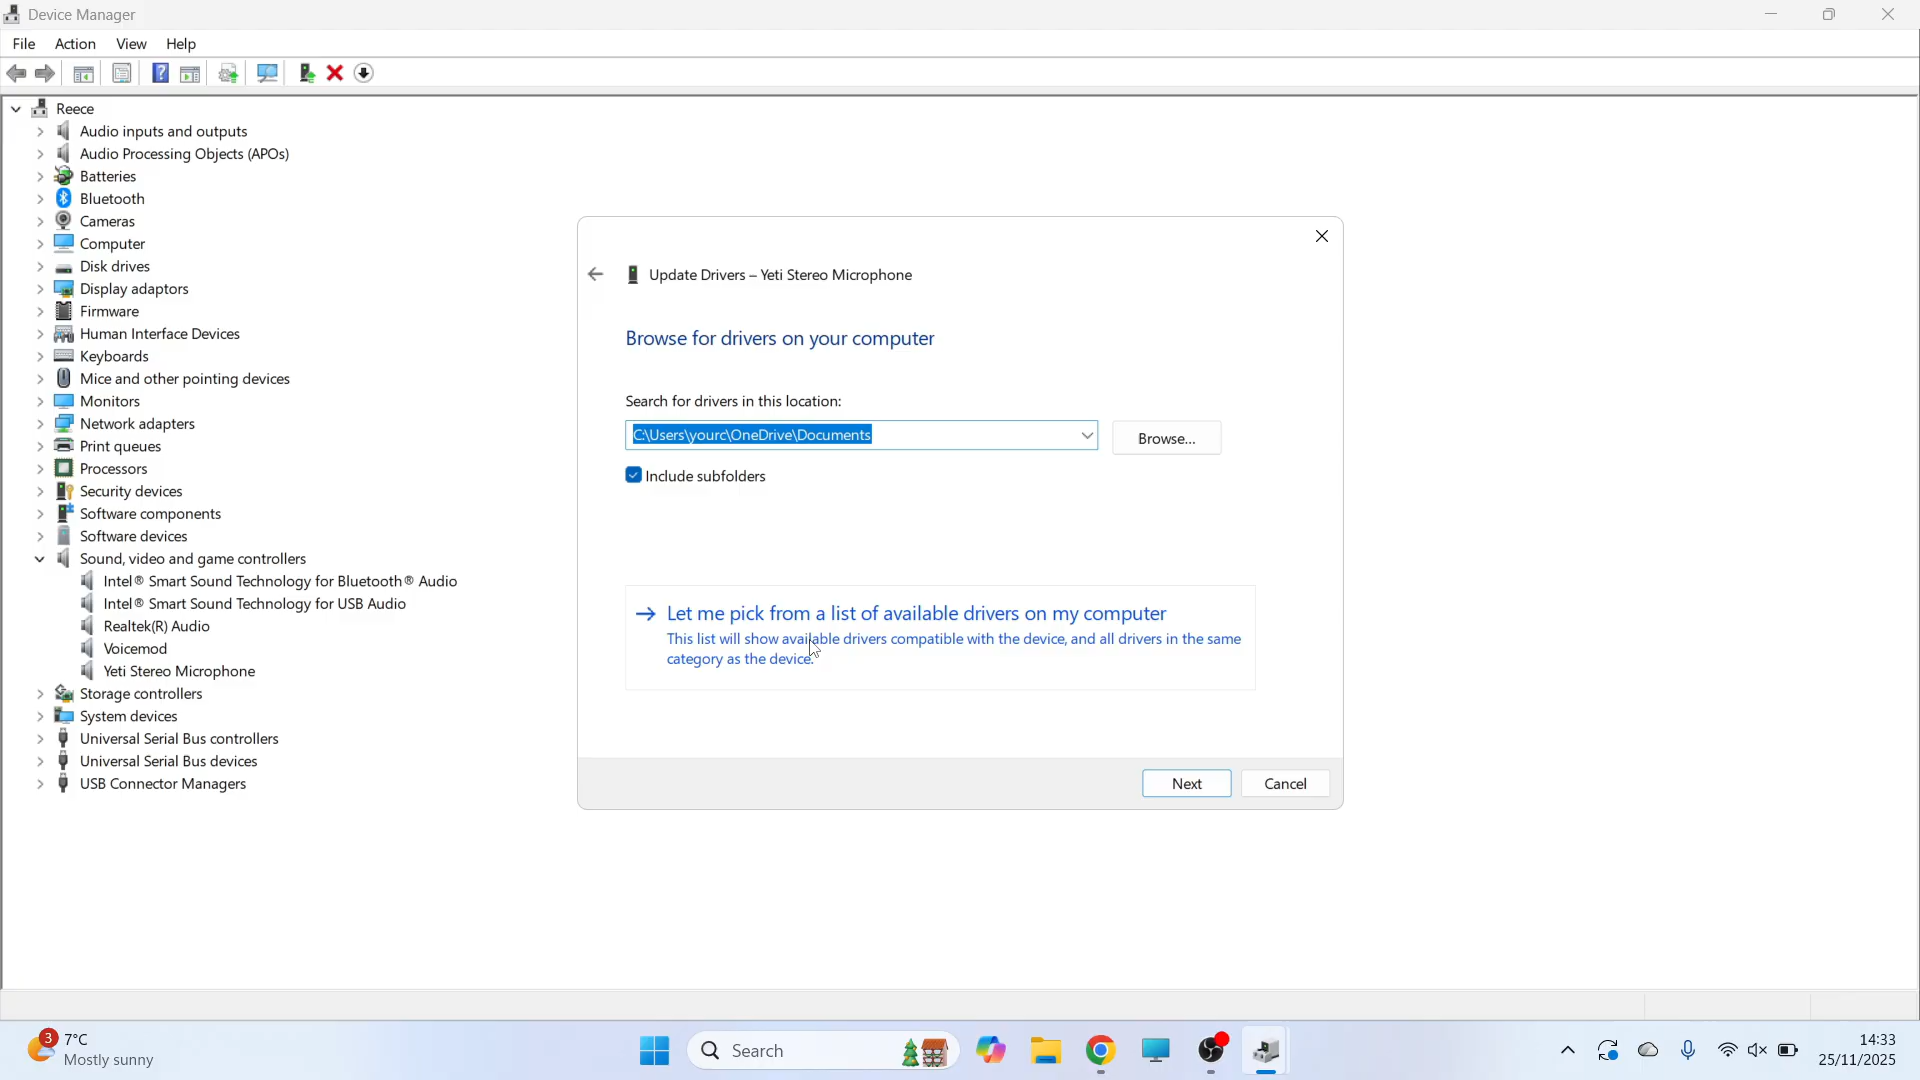 Device Manager
File Action View Help
Reece
Audio inputs and outputs
Audio Processing Objects (APOs)
Batteries
Bluetooth
Cameras
Computer
Disk drives
Display adaptors
Firmware
Human Interface Devices
Keyboards
Mice and other pointing devices
Monitors
Network adapters
Print queues
Processors
Security devices
Software components
Software devices
Sound, video and game controllers
Intel® Smart Sound Technology for Bluetooth® Audio
Intel® Smart Sound Technology for USB Audio
Realtek(R) Audio
Voicemod
Yeti Stereo Microphone
Storage controllers
System devices
Universal Serial Bus controllers
Universal Serial Bus devices
USB Connector Managers
Update Drivers – Yeti Stereo Microphone
Browse for drivers on your computer
Search for drivers in this location:
C:\Users\yourc\OneDrive\Documents
Browse...
Include subfolders
Let me pick from a list of available drivers on my computer
This list will show available drivers compatible with the device, and all drivers in the same
category as the device.
Next Cancel
3
7°C
Mostly sunny
Search
14:33
25/11/2025